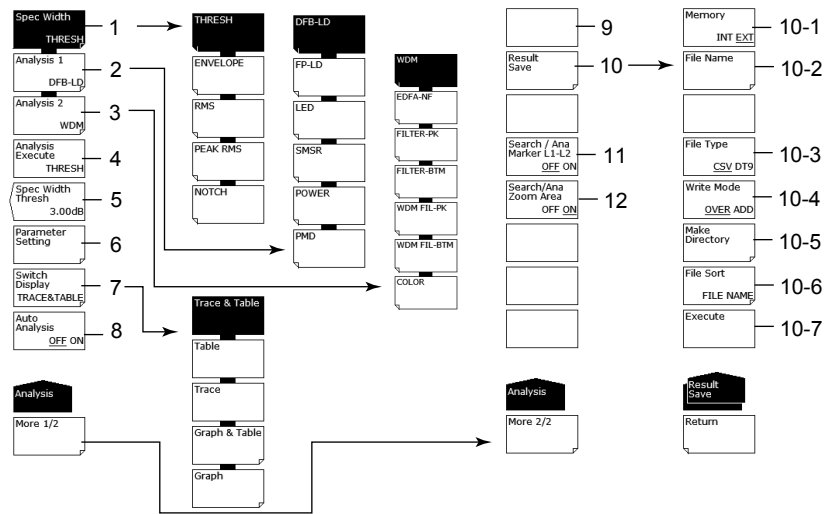 Spec Width
THRESH
1
Analysis 1
DFB-LD
2
Analysis 2
WDM
3
Analysis
Execute
THRESH
4
Spec Width
Thresh
3.00dB
5
Parameter
Setting
6
Switch
Display
TRACE&TABLE
7
Auto
Analysis
OFF ON
8
Analysis
More 1/2
THRESH
ENVELOPE
RMS
PEAK RMS
NOTCH
DFB-LD
FP-LD
LED
SMSR
POWER
PMD
WDM
EDFA-NF
FILTER-PK
FILTER-BTM
WDM FIL-PK
WDM FIL-BTM
COLOR
Trace & Table
Table
Trace
Graph & Table
Graph
9
Result
Save
10
Search / Ana
Marker L1-L2
OFF ON
11
Search/Ana
Zoom Area
OFF ON
12
Analysis
More 2/2
Memory
INT EXT
10-1
File Name
10-2
File Type
CSV DT9
10-3
Write Mode
OVER ADD
10-4
Make
Directory
10-5
File Sort
FILE NAME
10-6
Execute
10-7
Result
Save
Return